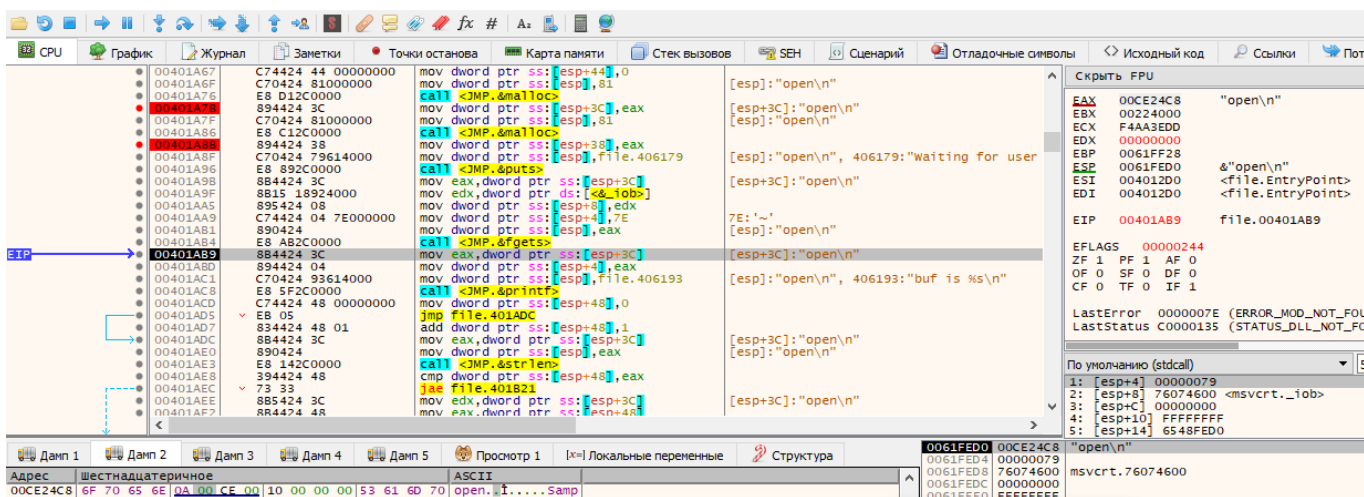 fx # A₂
CPU График Журнал Заметки Точки останова Карта памяти Стек вызовов SEH Сценарий Отладочные символы Исходный код Ссылки Пот
00401A67 C74424 44 00000000 mov dword ptr ss:[esp+44],0
00401A6F C70424 81000000 mov dword ptr ss:[esp],81 [esp]:"open\n"
00401A76 E8 D12C0000 call <JMP.&malloc>
00401A7B 894424 3C mov dword ptr ss:[esp+3C],eax [esp+3C]:"open\n"
00401A7F C70424 81000000 mov dword ptr ss:[esp],81 [esp]:"open\n"
00401A86 E8 C12C0000 call <JMP.&malloc>
00401A8B 894424 38 mov dword ptr ss:[esp+38],eax
00401A8F C70424 79614000 mov dword ptr ss:[esp],file.406179 [esp]:"open\n", 406179:"Waiting for user
00401A96 E8 892C0000 call <JMP.&puts>
00401A9B 8B4424 3C mov eax,dword ptr ss:[esp+3C] [esp+3C]:"open\n"
00401A9F 8B15 18924000 mov edx,dword ptr ds:[<&_iob>]
00401AA5 895424 08 mov dword ptr ss:[esp+8],edx
00401AA9 C74424 04 7E000000 mov dword ptr ss:[esp+4],7E 7E:'~'
00401AB1 890424 mov dword ptr ss:[esp],eax [esp]:"open\n"
00401AB4 E8 AB2C0000 call <JMP.&fgets>
EIP 00401AB9 8B4424 3C mov eax,dword ptr ss:[esp+3C] [esp+3C]:"open\n"
00401ABD 894424 04 mov dword ptr ss:[esp+4],eax
00401AC1 C70424 93614000 mov dword ptr ss:[esp],file.406193 [esp]:"open\n", 406193:"buf is %s\n"
00401AC8 E8 5F2C0000 call <JMP.&printf>
00401ACD C74424 48 00000000 mov dword ptr ss:[esp+48],0
00401AD5 EB 05 jmp file.401ADC
00401AD7 834424 48 01 add dword ptr ss:[esp+48],1
00401ADC 8B4424 3C mov eax,dword ptr ss:[esp+3C] [esp+3C]:"open\n"
00401AE0 890424 mov dword ptr ss:[esp],eax [esp]:"open\n"
00401AE3 E8 142C0000 call <JMP.&strlen>
00401AE8 394424 48 cmp dword ptr ss:[esp+48],eax
00401AEC 73 33 jae file.401B21
00401AEE 8B5424 3C mov edx,dword ptr ss:[esp+3C] [esp+3C]:"open\n"
00401AF2 8B4424 48 mov eax,dword ptr ss:[esp+48]
Скрыть FPU
EAX 00CE24C8 "open\n"
EBX 00224000
ECX F4AA3EDD
EDX 00000000
EBP 0061FF28
ESP 0061FED0 &"open\n"
ESI 004012D0 <file.EntryPoint>
EDI 004012D0 <file.EntryPoint>
EIP 00401AB9 file.00401AB9
EFLAGS 00000244
ZF 1 PF 1 AF 0
OF 0 SF 0 DF 0
CF 0 TF 0 IF 1
LastError 0000007E (ERROR_MOD_NOT_FOU
LastStatus C0000135 (STATUS_DLL_NOT_FO
По умолчанию (stdcall) 5
1: [esp+4] 00000079
2: [esp+8] 76074600 <msvcrt._iob>
3: [esp+C] 00000000
4: [esp+10] FFFFFFFF
5: [esp+14] 6548FED0
Дамп 1 Дамп 2 Дамп 3 Дамп 4 Дамп 5 Просмотр 1 [x=] Локальные переменные Структура
Адрес Шестнадцатеричное ASCII
00CE24C8 6F 70 65 6E 0A 00 CE 00 10 00 00 00 53 61 6D 70 open..Î.....Samp
0061FED0 00CE24C8 "open\n"
0061FED4 00000079
0061FED8 76074600 msvcrt.76074600
0061FEDC 00000000
0061FEE0 FFFFFFFF